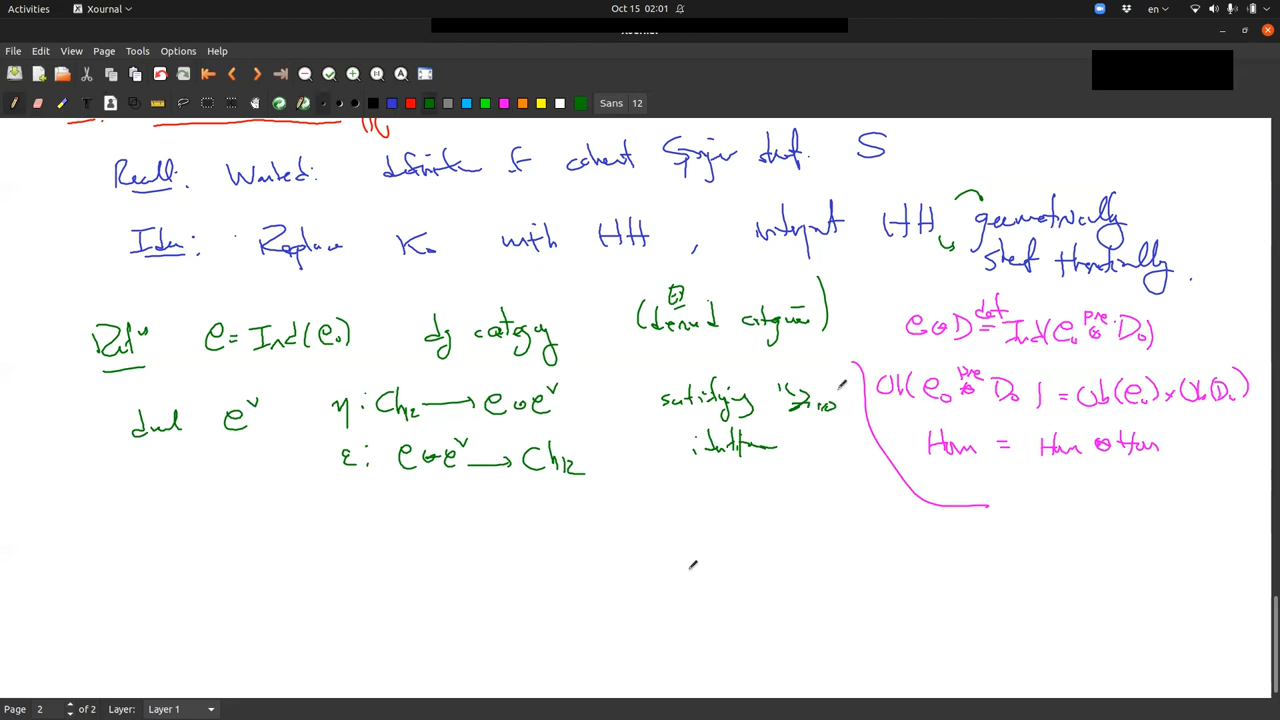 Activities Xournal Oct 15 02:01 en
File Edit View Page Tools Options Help
Sans 12
Recall: Wanted: definition of coherent Springer sheaf. S
Idea: Replace K₀ with HH, interpret HH geometrically
sheaf theoretically.
Def'n C = Ind(C₀) dg category (derived categories)
C ⊗ D def= Ind(C₀ ⊗^pre D₀)
Ob(C₀ ⊗^pre D₀) = Ob(C₀) × Ob(D₀)
Hom = Hom ⊗ Hom
dual C^∨ η: Ch_k → C ⊗ C^∨ satisfying
ε: C ⊗ C^∨ → Ch_k identities
Page 2 of 2 Layer: Layer 1